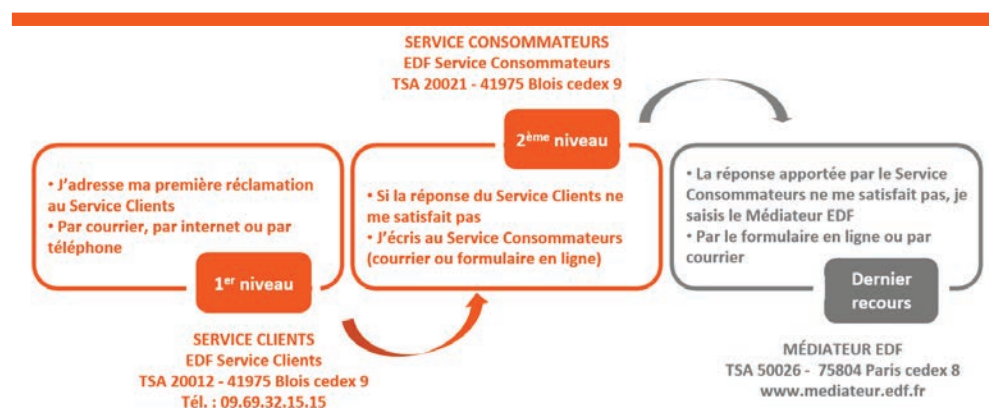 SERVICE CONSOMMATEURS
EDF Service Consommateurs
TSA 20021 - 41975 Blois cedex 9
2ème niveau
• J'adresse ma première réclamation
au Service Clients
• Par courrier, par internet ou par
téléphone
1er niveau
SERVICE CLIENTS
EDF Service Clients
TSA 20012 - 41975 Blois cedex 9
Tél. : 09.69.32.15.15
• Si la réponse du Service Clients ne
me satisfait pas
• J'écris au Service Consommateurs
(courrier ou formulaire en ligne)
• La réponse apportée par le Service
Consommateurs ne me satisfait pas, je
saisis le Médiateur EDF
• Par le formulaire en ligne ou par
courrier
Dernier
recours
MÉDIATEUR EDF
TSA 50026 - 75804 Paris cedex 8
www.mediateur.edf.fr